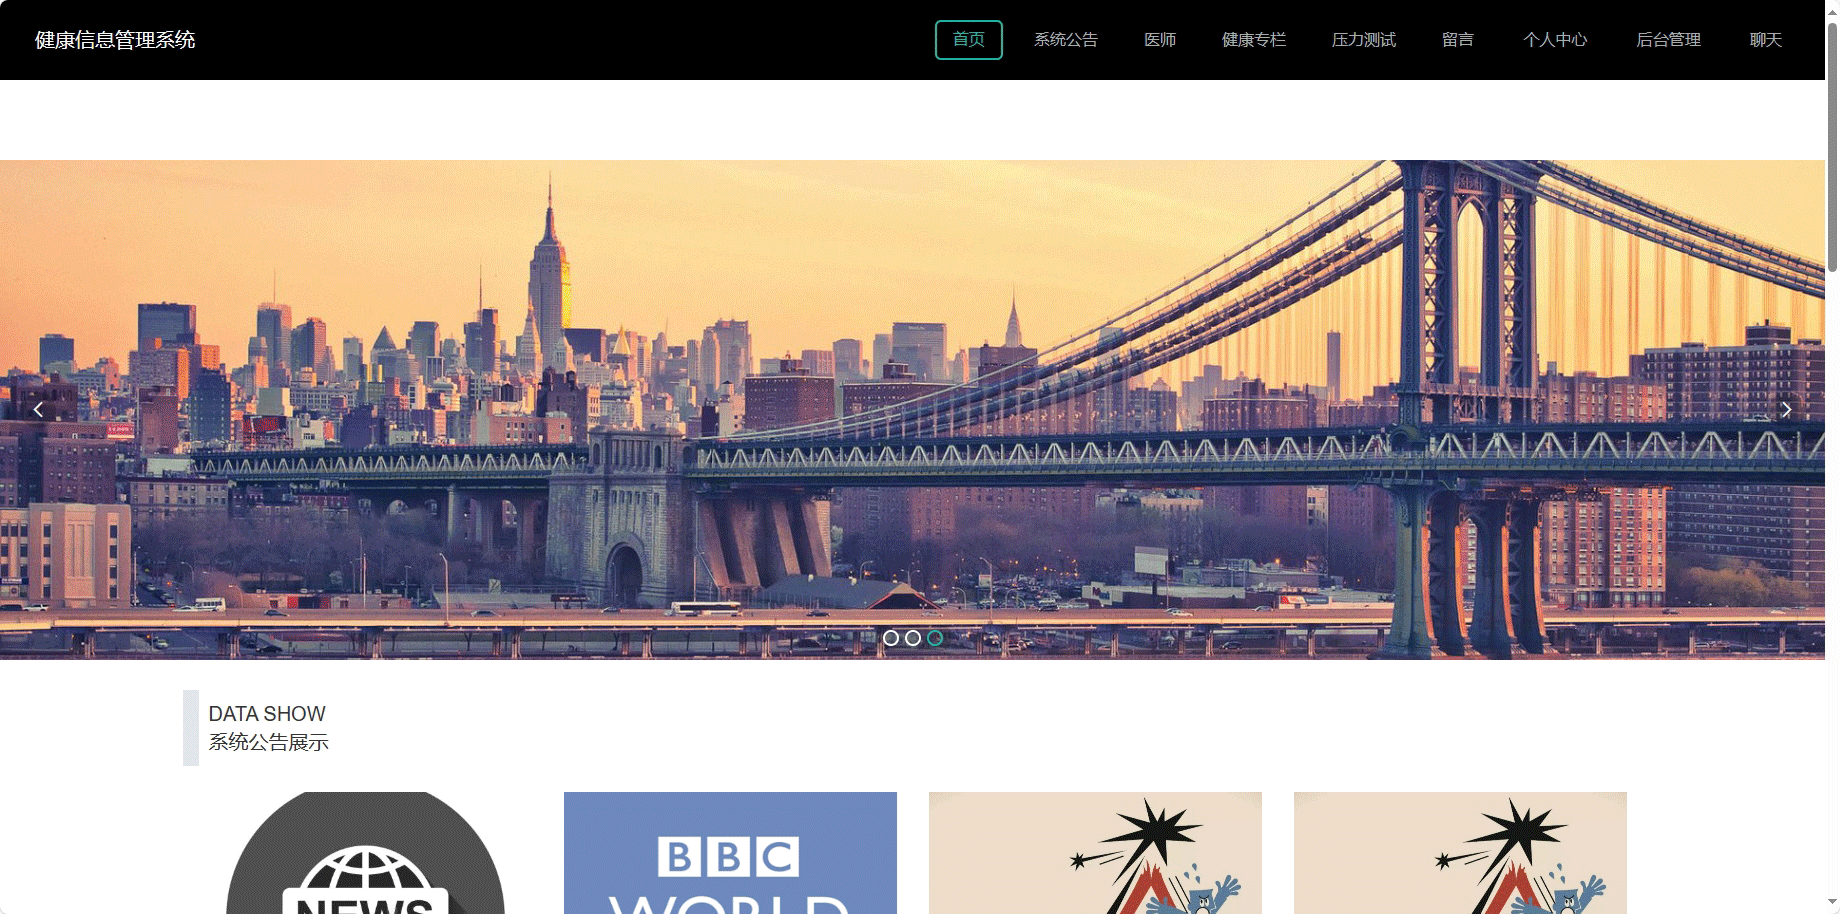 健康信息管理系统
首页
系统公告
医师
健康专栏
压力测试
留言
个人中心
后台管理
聊天
DATA SHOW
系统公告展示
NEWS
BBC
WORLD